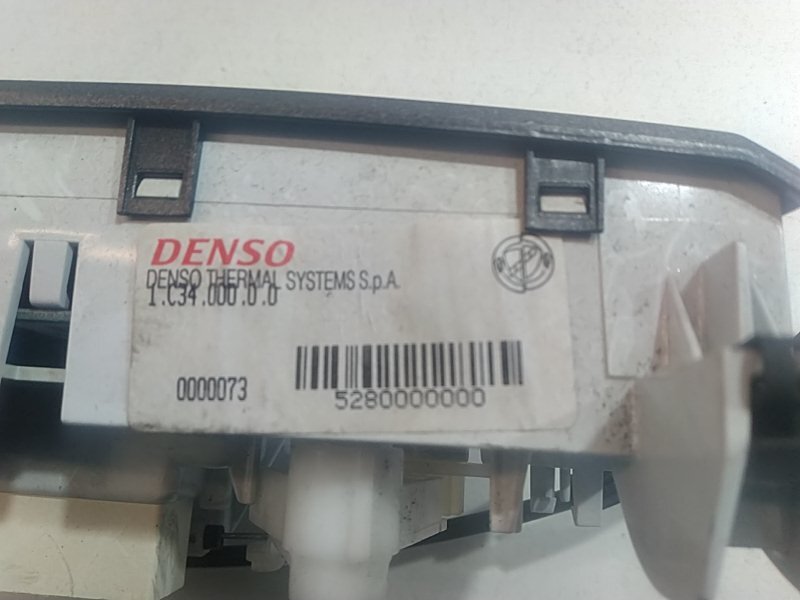 DENSO
DENSO THERMAL SYSTEMS S.p.A.
1.C34.000.0.0
0000073
5280000000